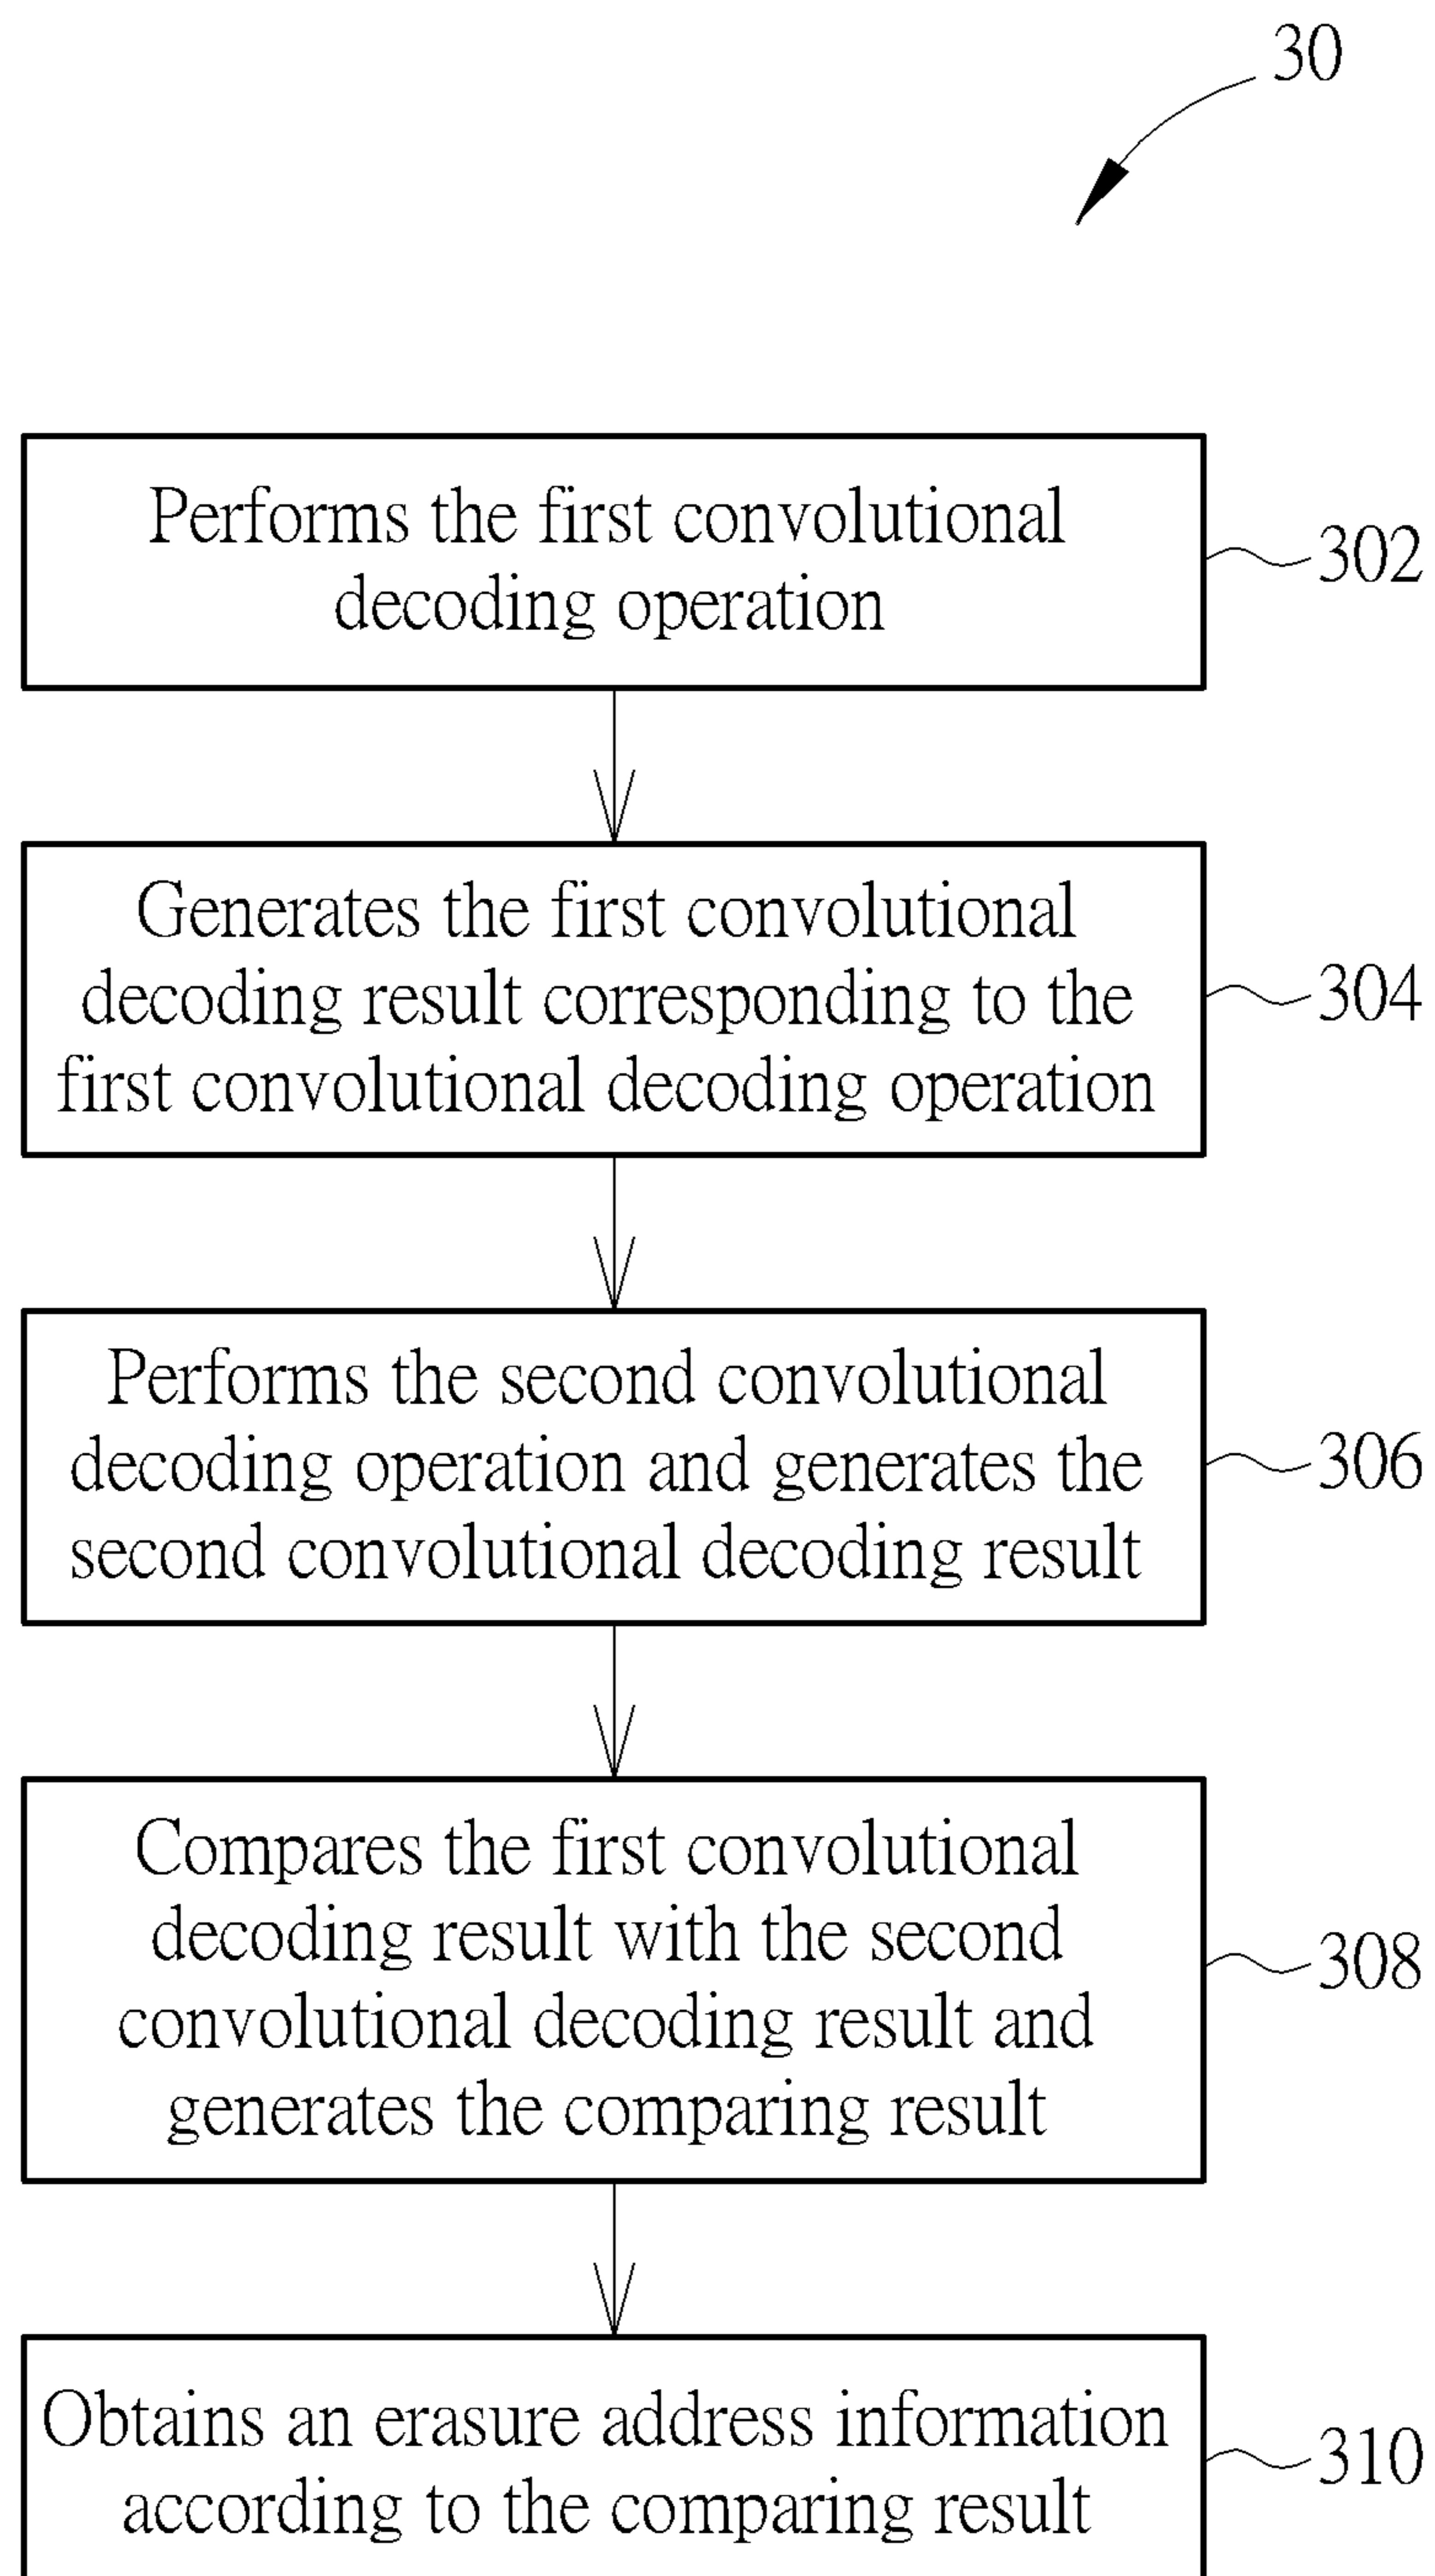 30
Performs the first convolutional
decoding operation
302
Generates the first convolutional
decoding result corresponding to the
first convolutional decoding operation
304
Performs the second convolutional
decoding operation and generates the
second convolutional decoding result
306
Compares the first convolutional
decoding result with the second
convolutional decoding result and
generates the comparing result
308
Obtains an erasure address information
according to the comparing result
310